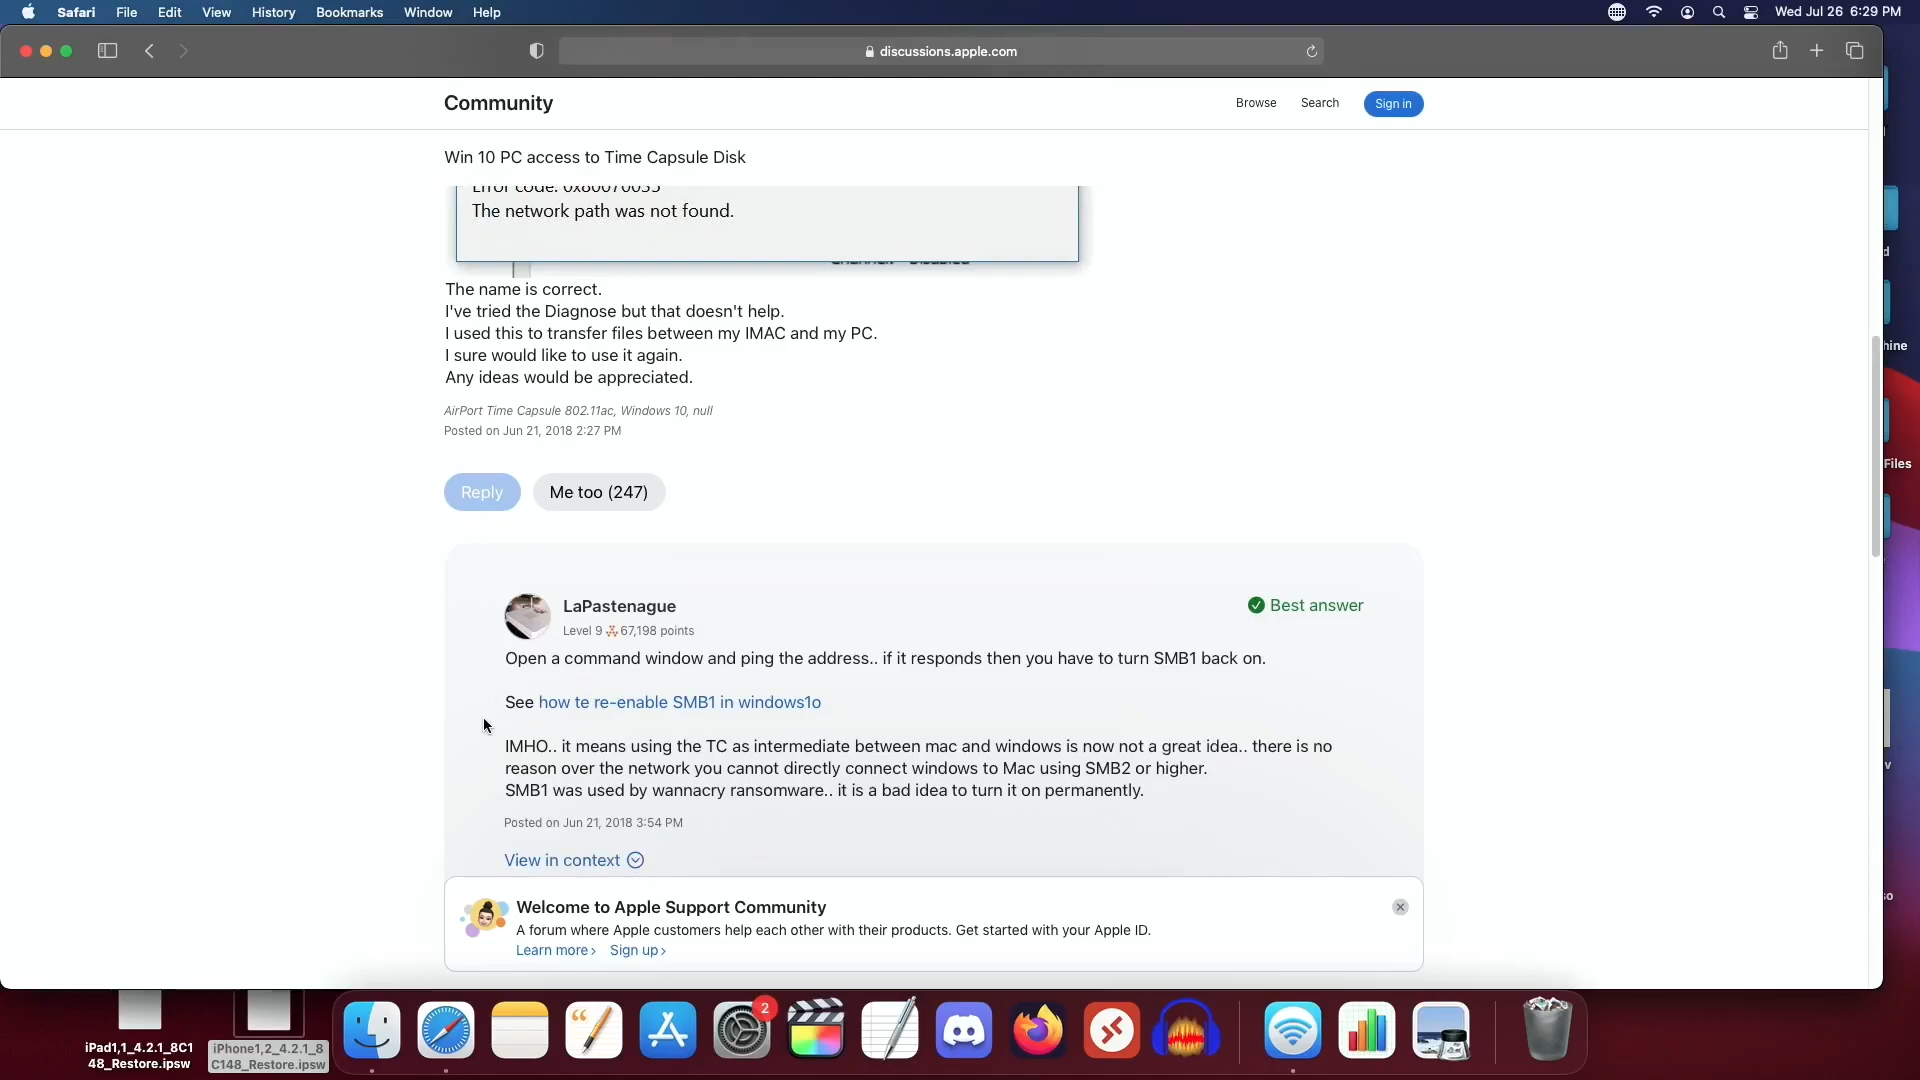 Safari File Edit View History Bookmarks Window Help Wed Jul 26 6:29 PM
discussions.apple.com
Community Browse Search Sign in
Win 10 PC access to Time Capsule Disk
Error code: 0x80070035
The network path was not found.
The name is correct.
I've tried the Diagnose but that doesn't help.
I used this to transfer files between my IMAC and my PC.
I sure would like to use it again.
Any ideas would be appreciated.
AirPort Time Capsule 802.11ac, Windows 10, null
Posted on Jun 21, 2018 2:27 PM
Reply Me too (247)
LaPastenague Best answer
Level 9 67,198 points
Open a command window and ping the address.. if it responds then you have to turn SMB1 back on.
See how te re-enable SMB1 in windows1o
IMHO.. it means using the TC as intermediate between mac and windows is now not a great idea.. there is no
reason over the network you cannot directly connect windows to Mac using SMB2 or higher.
SMB1 was used by wannacry ransomware.. it is a bad idea to turn it on permanently.
Posted on Jun 21, 2018 3:54 PM
View in context
Welcome to Apple Support Community
A forum where Apple customers help each other with their products. Get started with your Apple ID.
Learn more› Sign up›
hine
Files
2
iPad1,1_4.2.1_8C1
48_Restore.ipsw
iPhone1,2_4.2.1_8
C148_Restore.ipsw